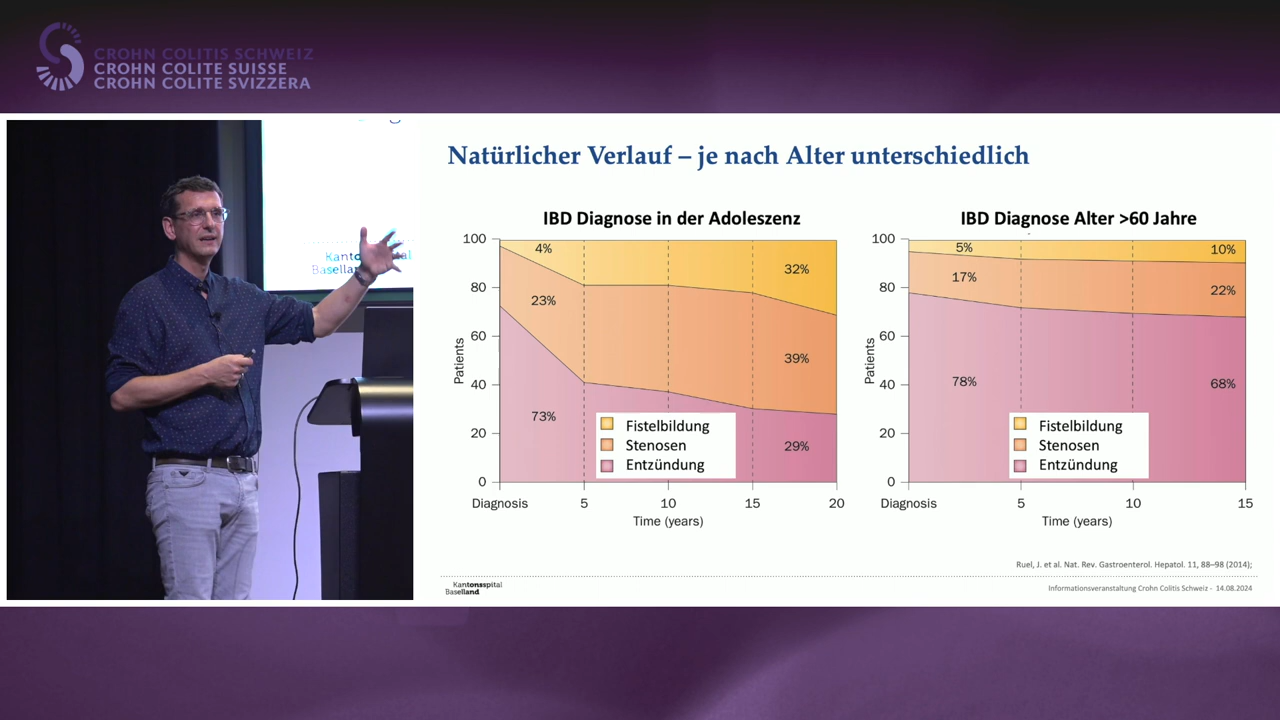 CROHN COLITIS SCHWEIZ
CROHN COLITE SUISSE
CROHN COLITE SVIZZERA
Kanto
Basella
Natürlicher Verlauf – je nach Alter unterschiedlich
IBD Diagnose in der Adoleszenz
100
80
60
40
20
0
Patients
4%
23%
73%
32%
39%
29%
Fistelbildung
Stenosen
Entzündung
Diagnosis 5 10 15 20
Time (years)
IBD Diagnose Alter >60 Jahre
100
80
60
40
20
0
Patients
5%
17%
78%
10%
22%
68%
Fistelbildung
Stenosen
Entzündung
Diagnosis 5 10 15
Time (years)
Ruel, J. et al. Nat. Rev. Gastroenterol. Hepatol. 11, 88–98 (2014);
Kantonsspital
Baselland
Informationsveranstaltung Crohn Colitis Schweiz - 14.08.2024